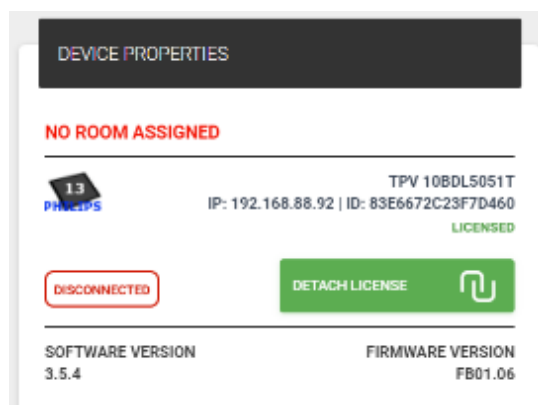 DEVICE PROPERTIES
NO ROOM ASSIGNED
13
PHILIPS
TPV 10BDL5051T
IP: 192.168.88.92 | ID: 83E6672C23F7D460
LICENSED
DISCONNECTED
DETACH LICENSE
SOFTWARE VERSION
3.5.4
FIRMWARE VERSION
FB01.06